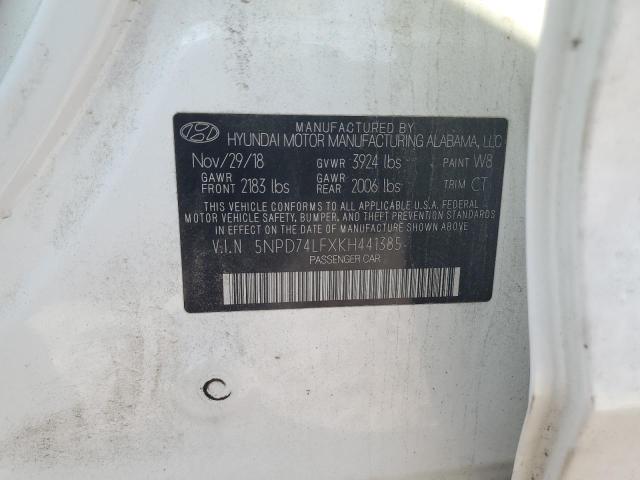 MANUFACTURED BY
HYUNDAI MOTOR MANUFACTURING ALABAMA, LLC
Nov/29/18 GVWR 3924 lbs PAINT W8
GAWR FRONT 2183 lbs GAWR REAR 2006 lbs TRIM CT
THIS VEHICLE CONFORMS TO ALL APPLICABLE U.S.A. FEDERAL
MOTOR VEHICLE SAFETY, BUMPER, AND THEFT PREVENTION
STANDARDS IN EFFECT ON THE DATE OF MANUFACTURE SHOWN ABOVE.
V.I.N 5NPD74LFXKH441385
PASSENGER CAR
C